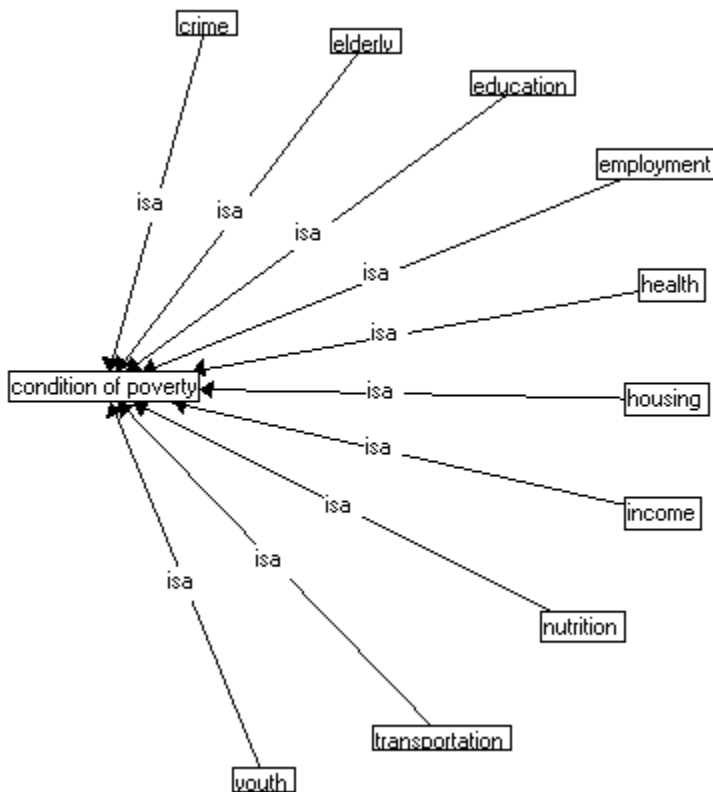 crime
elderly
education
employment
isa
isa
isa
isa
health
isa
condition of poverty
isa
housing
isa
income
isa
isa
isa
nutrition
transportation
youth